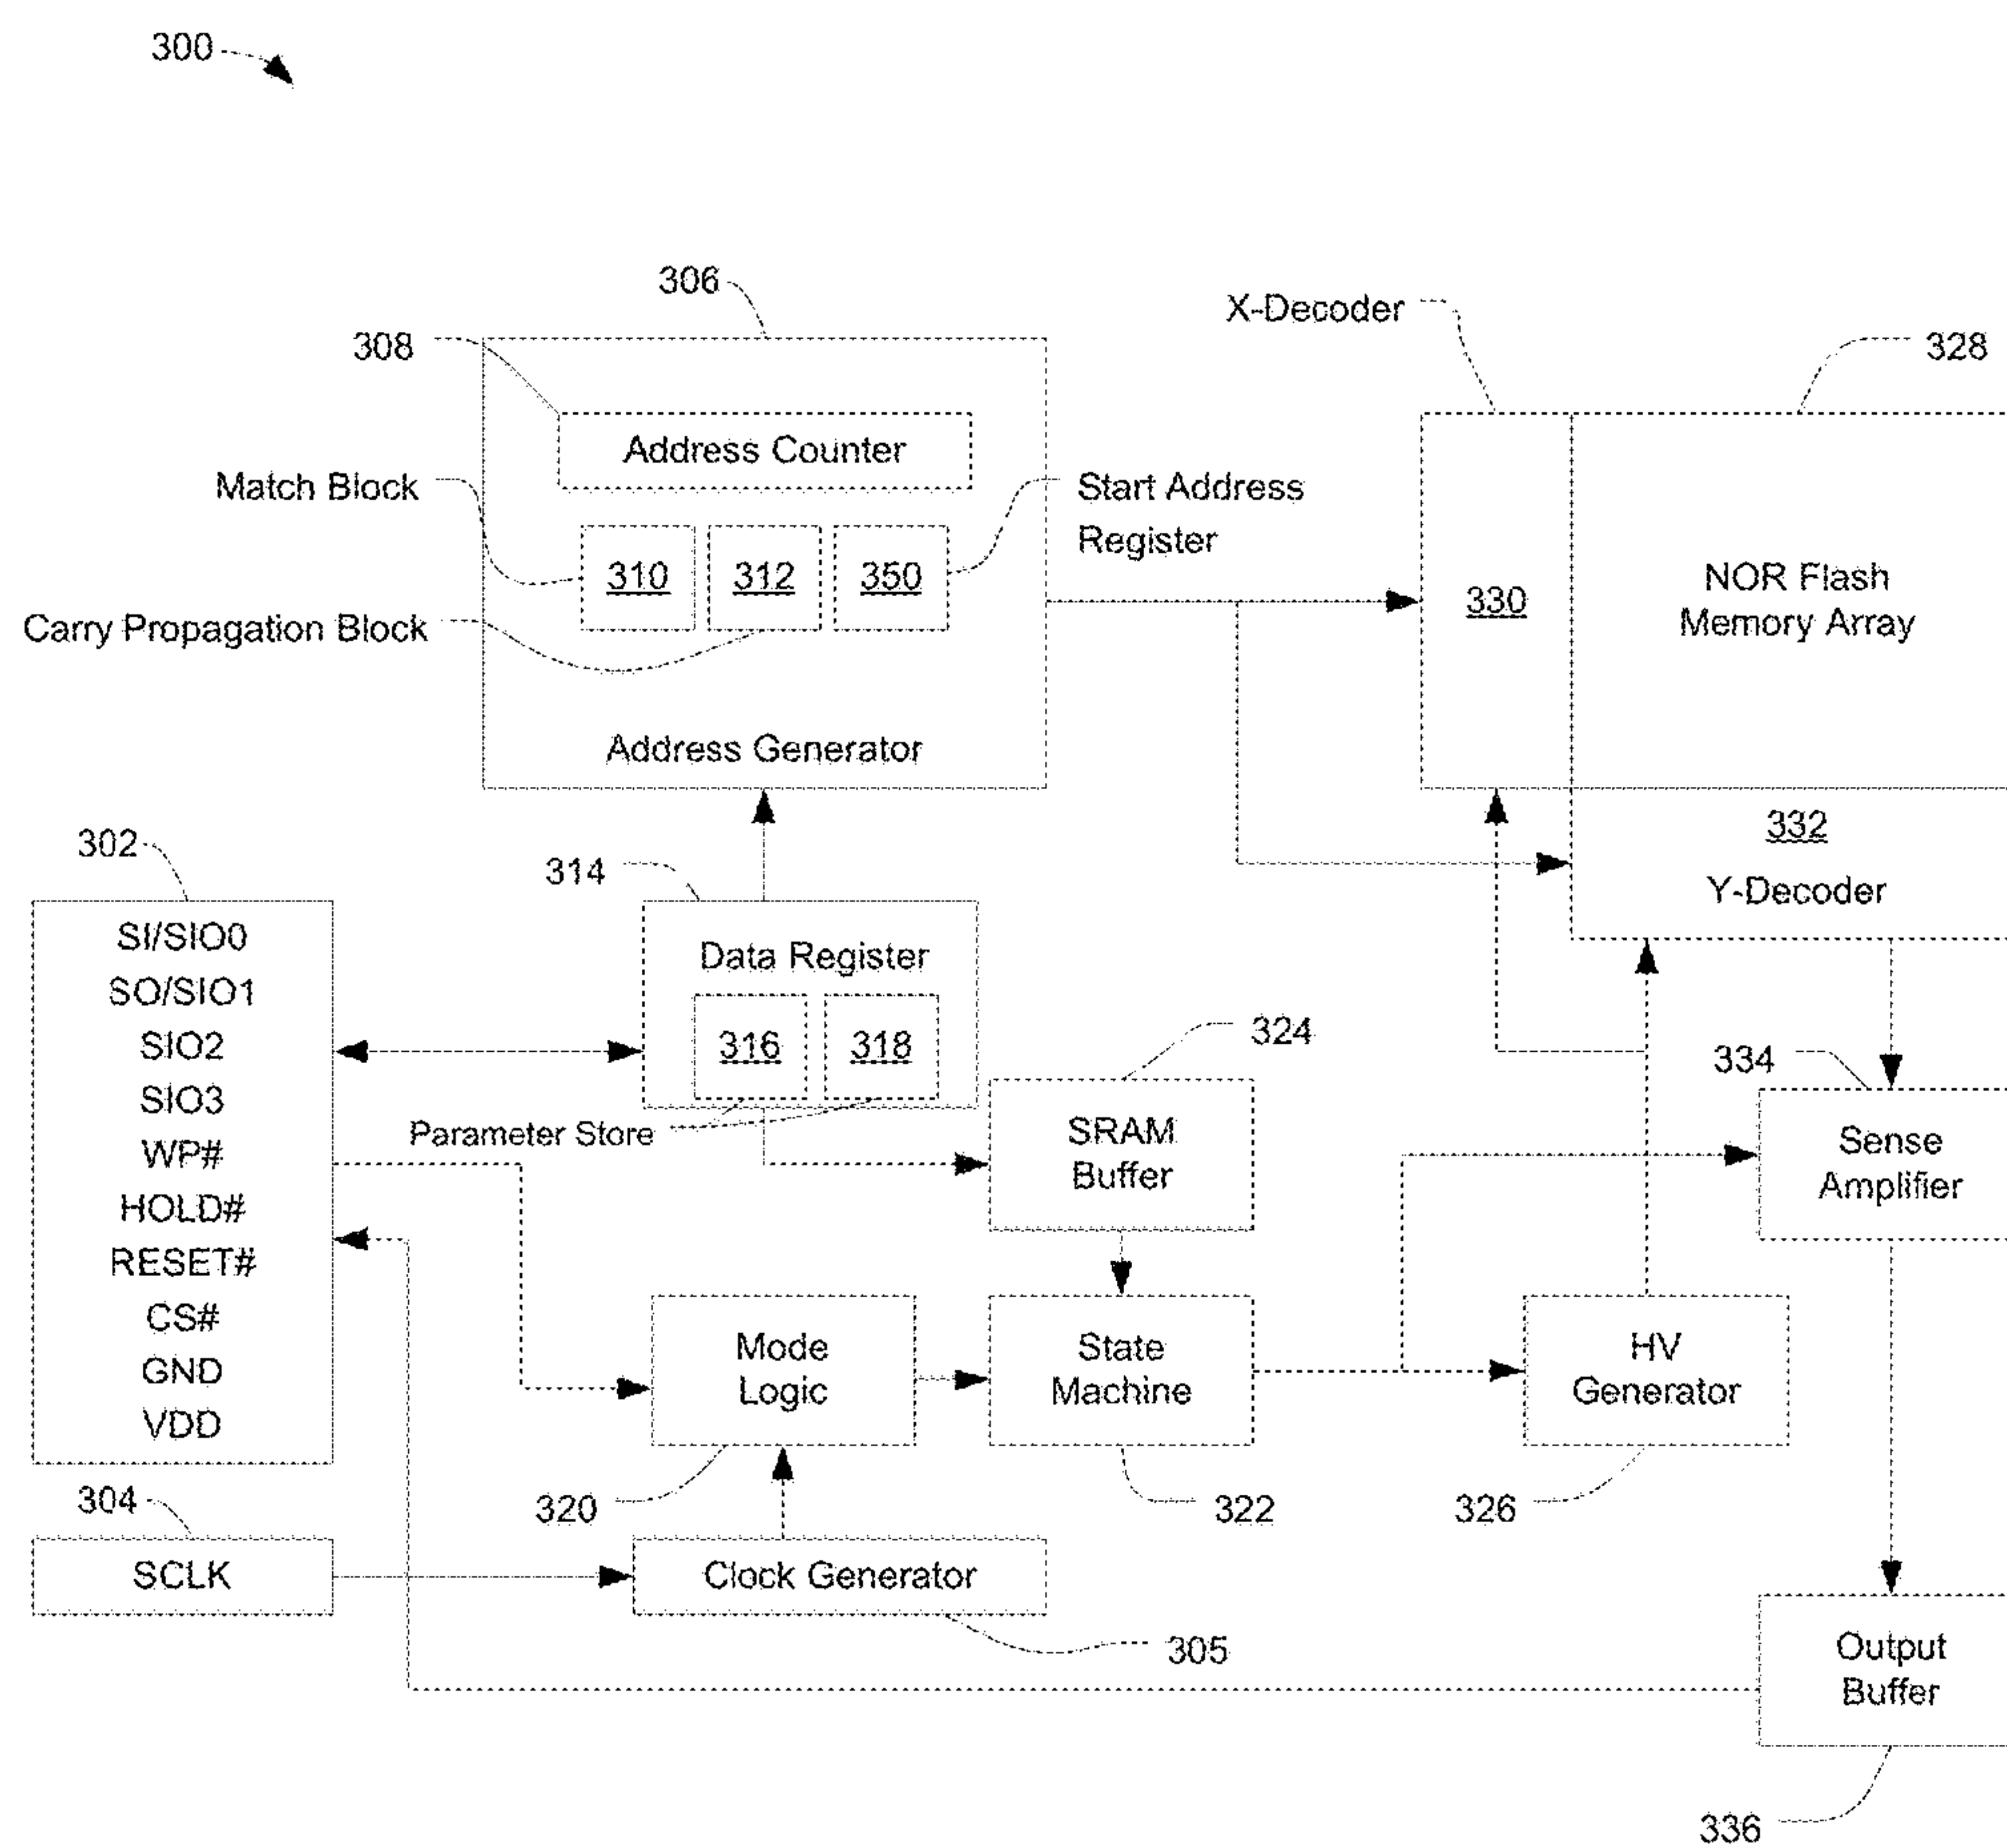 300
306
308
Address Counter
Match Block
310
312
350
Start Address
Register
Carry Propagation Block
Address Generator
X-Decoder
328
330
NOR Flash
Memory Array
332
Y-Decoder
302
SI/SIO0
SO/SIO1
SIO2
SIO3
WP#
HOLD#
RESET#
CS#
GND
VDD
314
Data Register
316
318
Parameter Store
324
SRAM
Buffer
334
Sense
Amplifier
Mode
Logic
320
State
Machine
322
HV
Generator
326
304
SCLK
Clock Generator
305
Output
Buffer
336